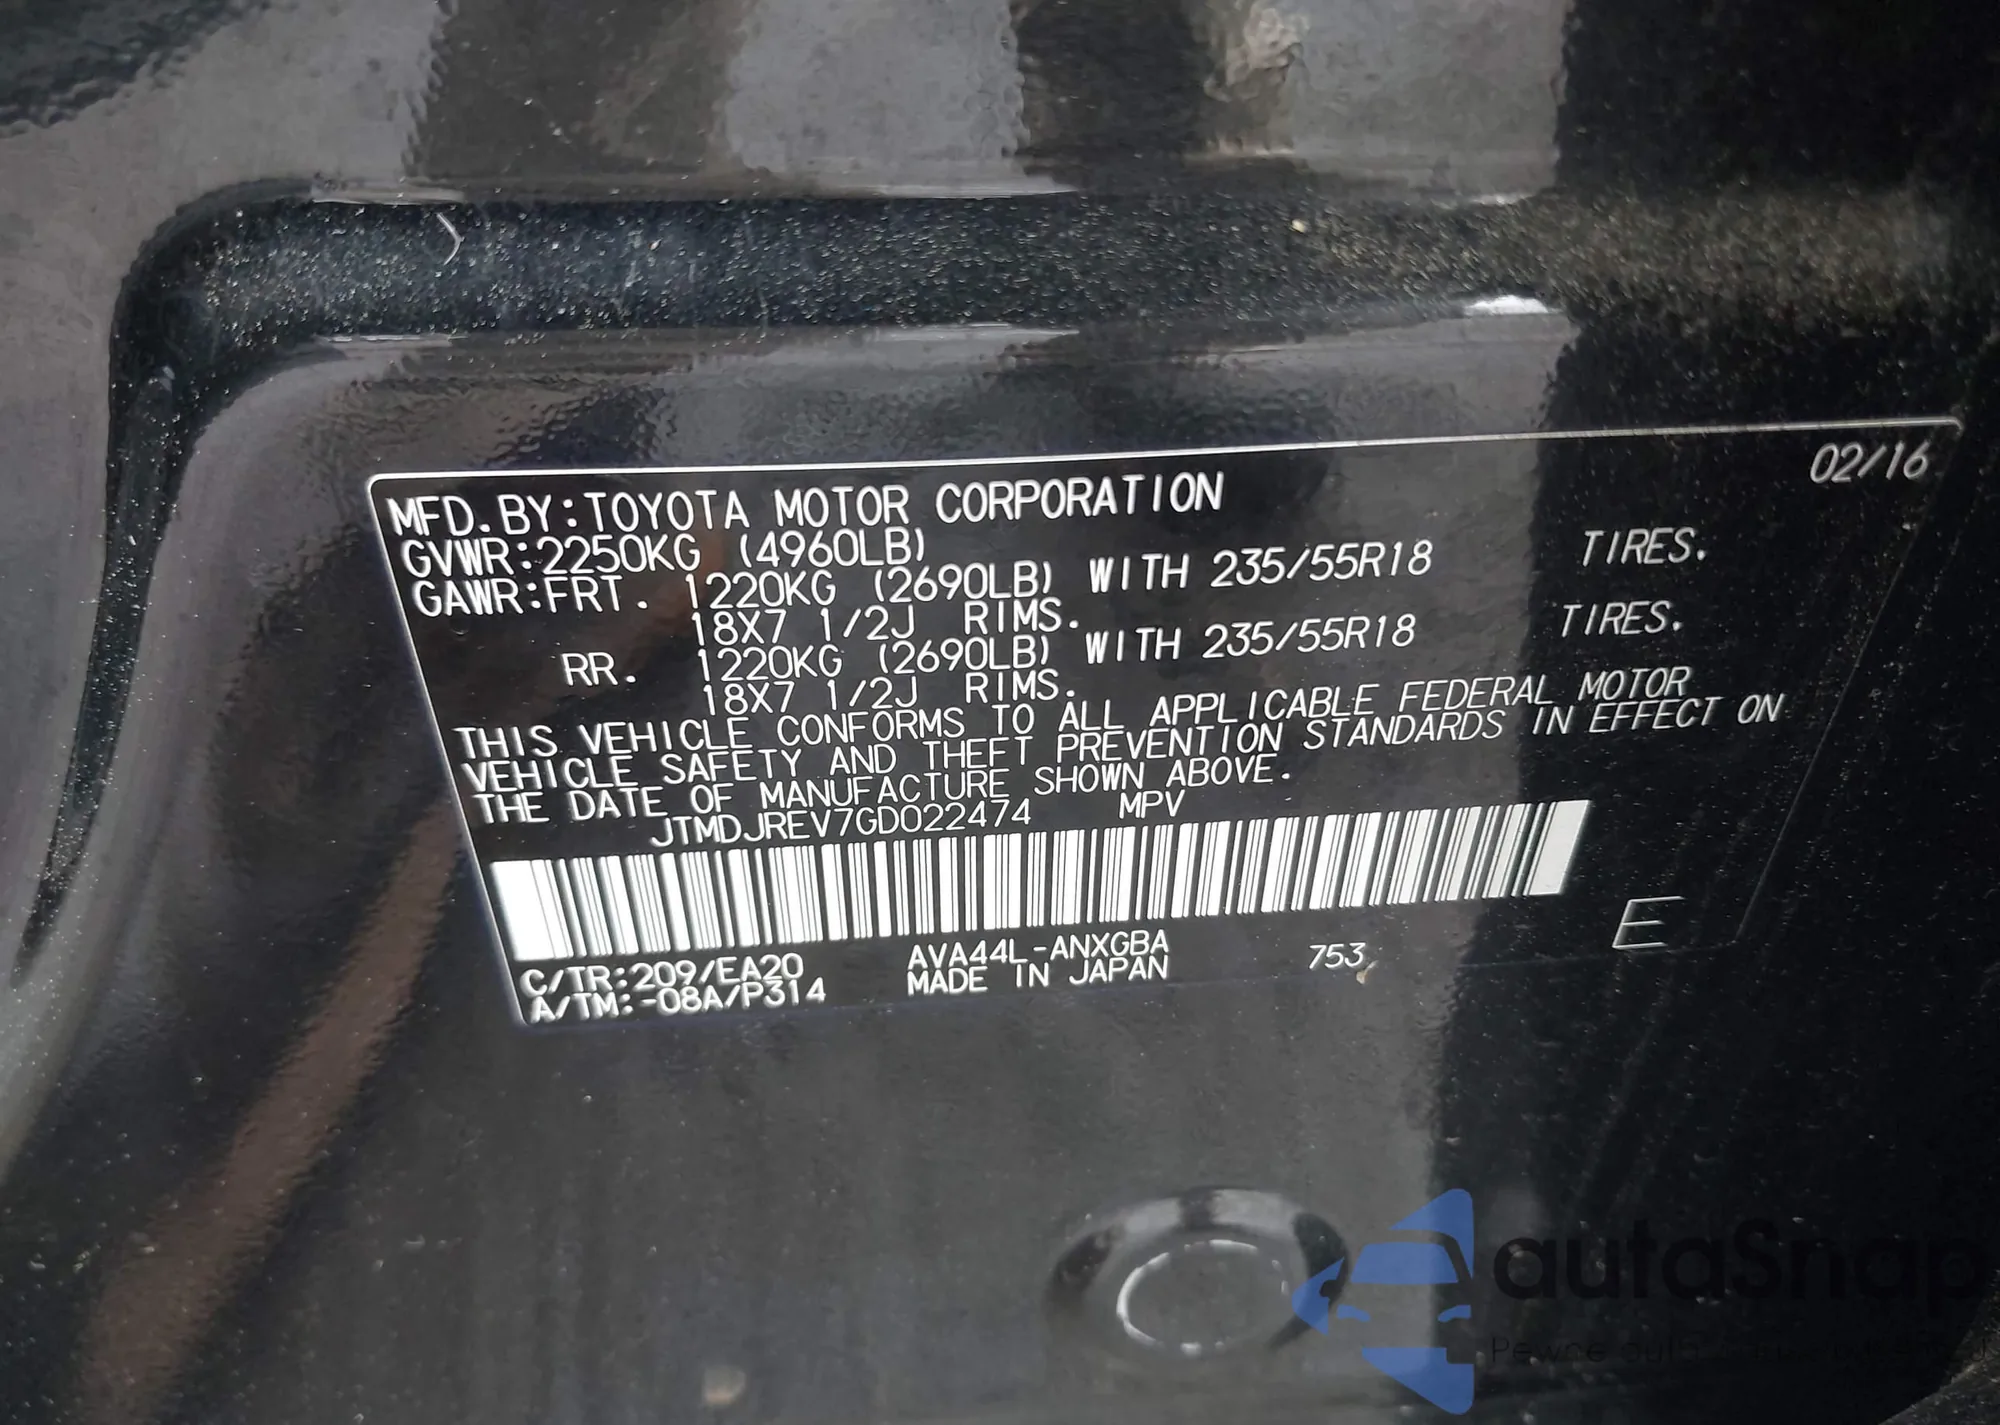 02/16
MFD. BY:TOYOTA MOTOR CORPORATION
GVWR:2250KG (4960LB)
GAWR:FRT. 1220KG (2690LB) WITH 235/55R18 TIRES.
18X7 1/2J RIMS.
RR. 1220KG (2690LB) WITH 235/55R18 TIRES.
18X7 1/2J RIMS.
THIS VEHICLE CONFORMS TO ALL APPLICABLE FEDERAL MOTOR
VEHICLE SAFETY AND THEFT PREVENTION STANDARDS IN EFFECT ON
THE DATE OF MANUFACTURE SHOWN ABOVE.
JTMDJREV7GD022474 MPV
C/TR:209/EA20 AVA44L-ANXGBA 753
A/TM:-08A/P314 MADE IN JAPAN
E
autaSnap
Pewne auta